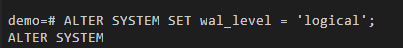 demo=# ALTER SYSTEM SET wal_level = 'logical';
ALTER SYSTEM